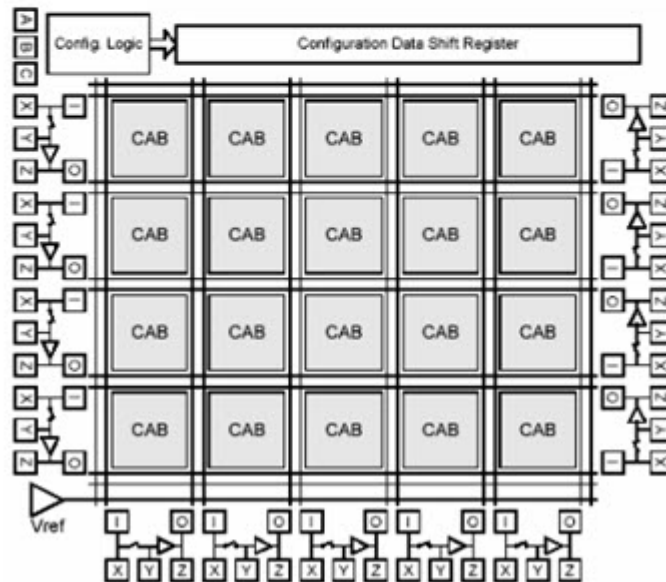 A
B
C
Config. Logic
Configuration Data Shift Register
X I
Y
Z O
CAB CAB CAB CAB CAB
O Z
Y
I X
X I
Y
Z O
CAB CAB CAB CAB CAB
O Z
Y
I X
X I
Y
Z O
CAB CAB CAB CAB CAB
O Z
Y
I X
X I
Y
Z O
CAB CAB CAB CAB CAB
O Z
Y
I X
Vref
I O I O I O I O I O
X Y Z X Y Z X Y Z X Y Z X Y Z